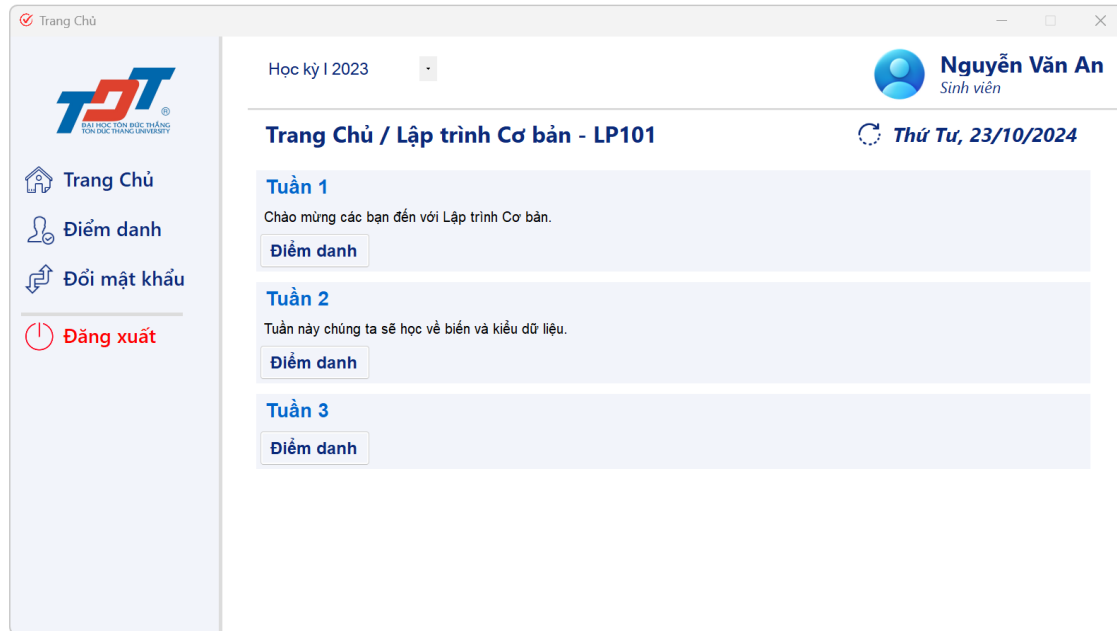 Trang Chủ
ĐẠI HỌC TÔN ĐỨC THẮNG
TON DUC THANG UNIVERSITY
Trang Chủ
Điểm danh
Đổi mật khẩu
Đăng xuất
Học kỳ I 2023
Nguyễn Văn An
Sinh viên
Trang Chủ / Lập trình Cơ bản - LP101
Thứ Tư, 23/10/2024
Tuần 1
Chào mừng các bạn đến với Lập trình Cơ bản.
Điểm danh
Tuần 2
Tuần này chúng ta sẽ học về biến và kiểu dữ liệu.
Điểm danh
Tuần 3
Điểm danh